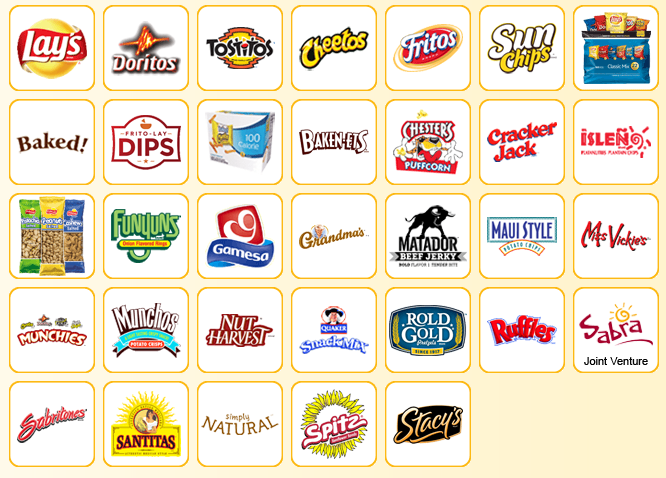 Lay's
Doritos
Tostitos
Cheetos
Fritos
Sun
Chips
Classic Mix
Baked!
FRITO-LAY
DIPS
100
Calorie
BAKEN-ETS
CHESTER'S
PUFFCORN
Cracker
Jack
iSLEÑO
PLATANUTRES PLANTAIN CHIPS
FUNYUNS
Onion Flavored Rings
Gamesa
Grandma's
MATADOR
BEEF JERKY
BOLD FLAVOR & TENDER BITE
MAUI STYLE
POTATO CHIPS
Miss Vickie's
MUNCHIES
Munchos
POTATO CRISPS
NUT
HARVEST
QUAKER
Snack Mix
ROLD
GOLD
Pretzels
SINCE 1917
Ruffles
Sabra
Joint Venture
Sabritones
SANTITAS
simply
NATURAL
Spitz
Stacy's